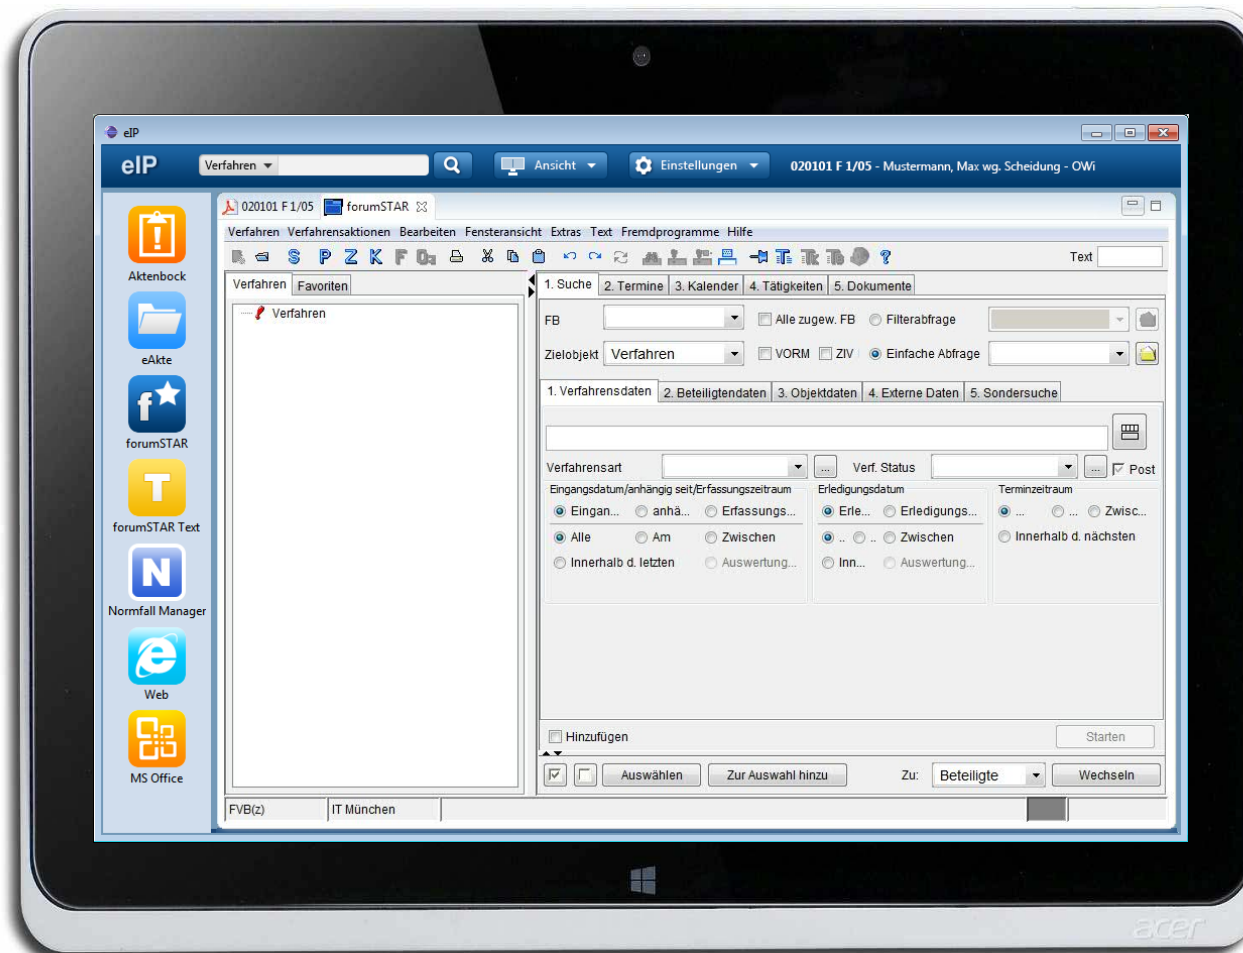 eIP
eIP Verfahren Ansicht Einstellungen 020101 F 1/05 - Mustermann, Max wg. Scheidung - OWi
020101 F 1/05 forumSTAR
Verfahren Verfahrensaktionen Bearbeiten Fensteransicht Extras Text Fremdprogramme Hilfe
S P Z K F Text
Verfahren Favoriten
Verfahren
1. Suche 2. Termine 3. Kalender 4. Tätigkeiten 5. Dokumente
FB Alle zugew. FB Filterabfrage
Zielobjekt Verfahren VORM ZIV Einfache Abfrage
1. Verfahrensdaten 2. Beteiligtendaten 3. Objektdaten 4. Externe Daten 5. Sondersuche
Verfahrensart ... Verf. Status ... Post
Eingangsdatum/anhängig seit/Erfassungszeitraum Erledigungsdatum Terminzeitraum
Eingan... anhä... Erfassungs... Erle... Erledigungs... ... ... Zwisc...
Alle Am Zwischen .. .. Zwischen Innerhalb d. nächsten
Innerhalb d. letzten Auswertung... Inn... Auswertung...
Hinzufügen Starten
Auswählen Zur Auswahl hinzu Zu: Beteiligte Wechseln
FVB(z) IT München
Aktenbock
eAkte
f
forumSTAR
T
forumSTAR Text
N
Normfall Manager
Web
MS Office
acer